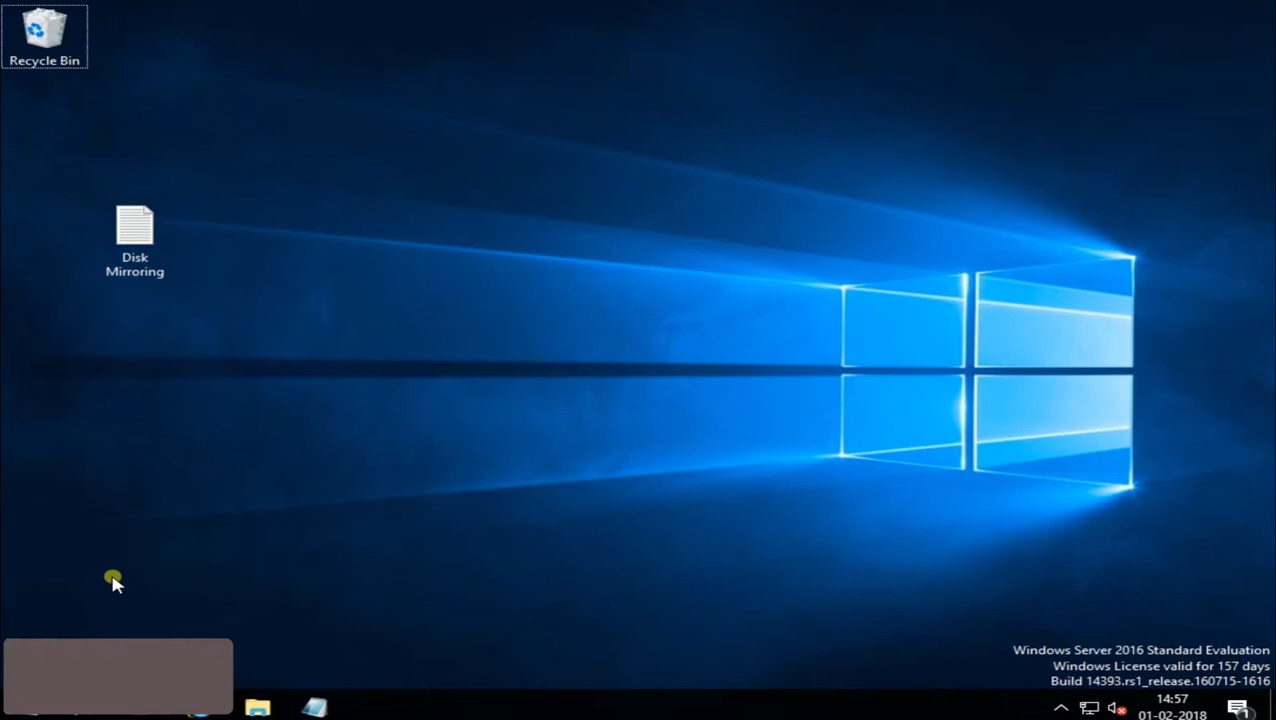 Recycle Bin
Disk
Mirroring
Windows Server 2016 Standard Evaluation
Windows License valid for 157 days
Build 14393.rs1_release.160715-1616
14:57
01-02-2018
1